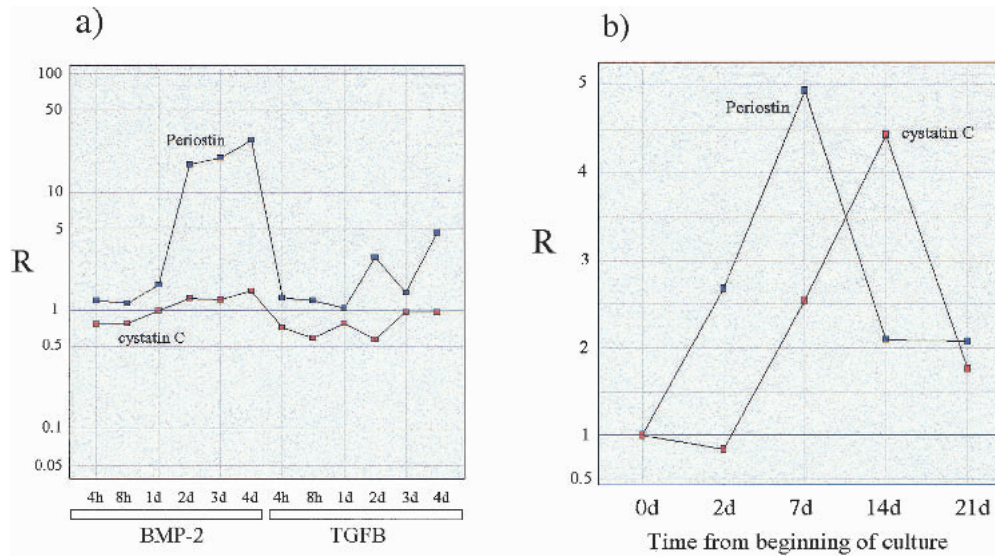 a)
100
50
10
5
1
0.5
0.1
0.05
R
Periostin
cystatin C
4h 8h 1d 2d 3d 4d 4h 8h 1d 2d 3d 4d
BMP-2 TGFB
b)
5
4
3
2
1
0.5
R
Periostin
cystatin C
0d 2d 7d 14d 21d
Time from beginning of culture